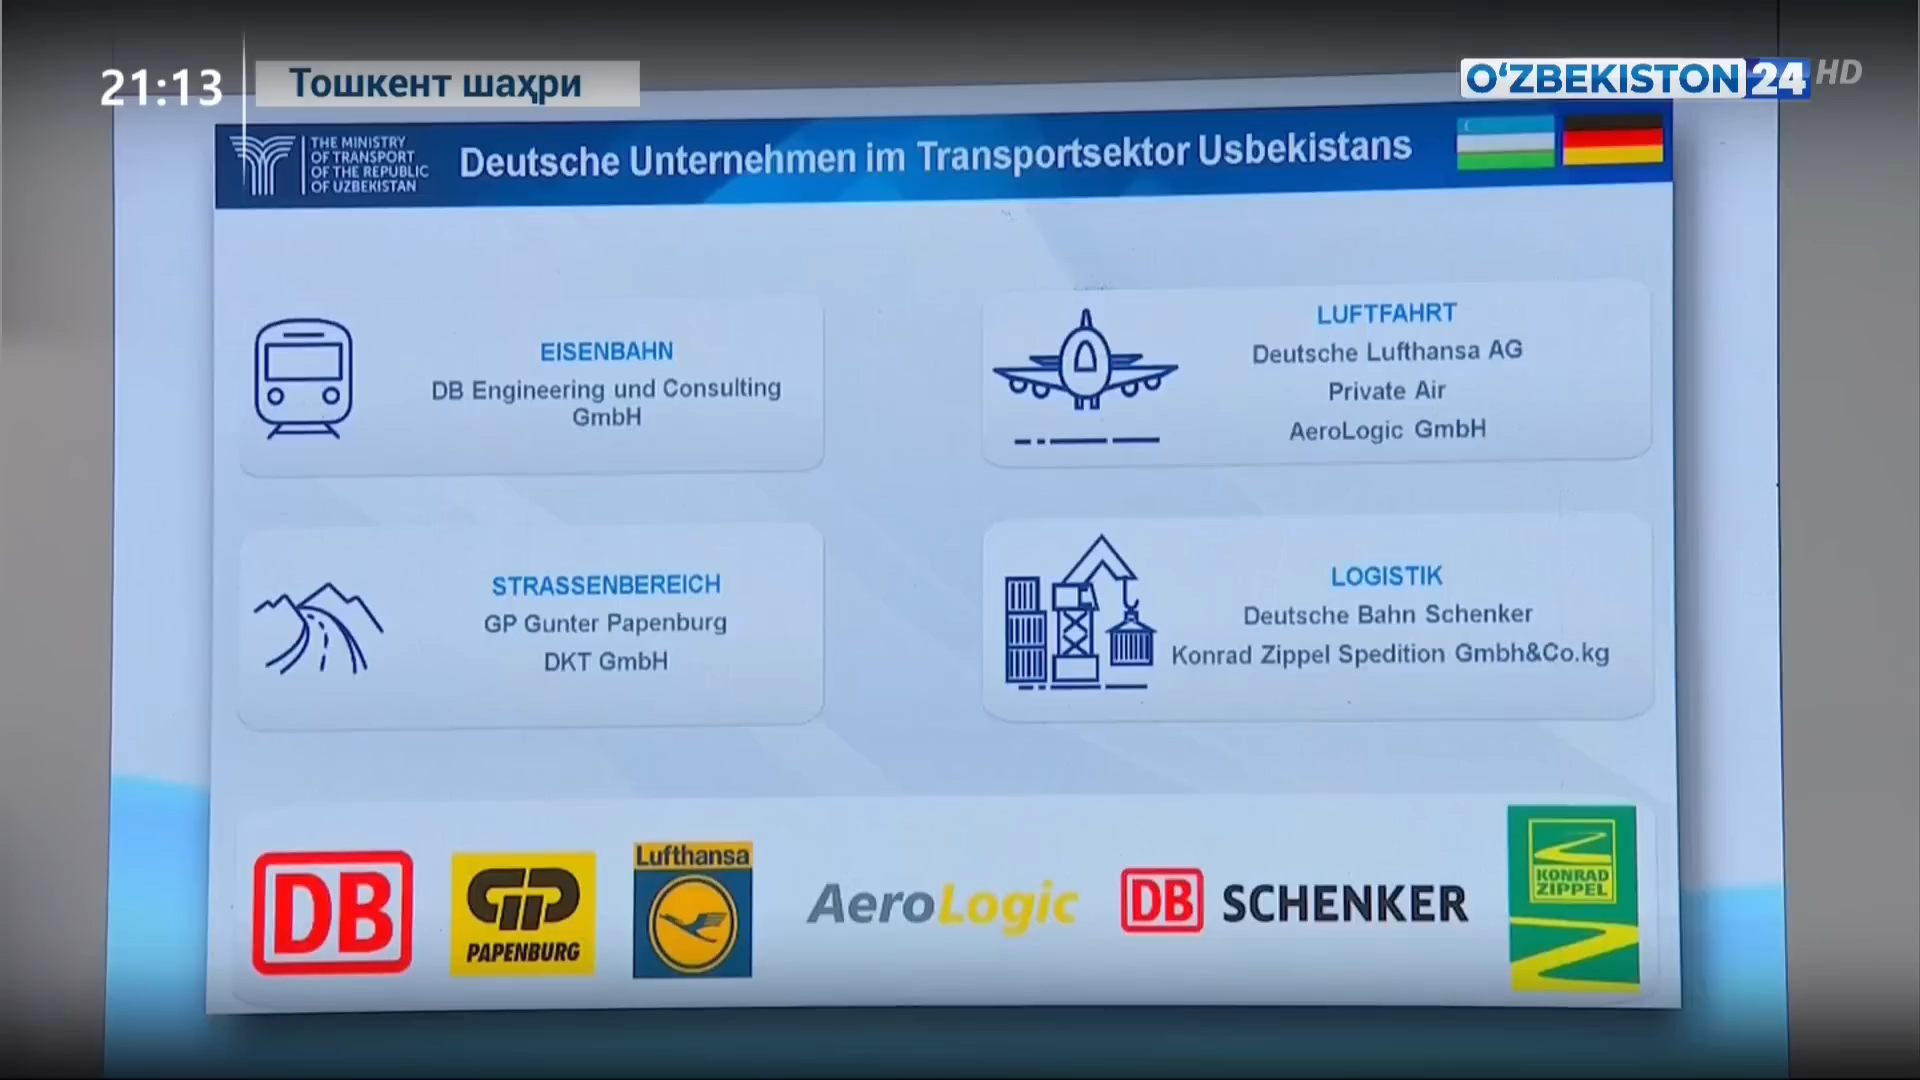 21:13
Тошкент шаҳри
O‘ZBEKISTON 24 HD
THE MINISTRY
OF TRANSPORT
OF THE REPUBLIC
OF UZBEKISTAN
Deutsche Unternehmen im Transportsektor Usbekistans
EISENBAHN
DB Engineering und Consulting
GmbH
LUFTFAHRT
Deutsche Lufthansa AG
Private Air
AeroLogic GmbH
STRASSENBEREICH
GP Gunter Papenburg
DKT GmbH
LOGISTIK
Deutsche Bahn Schenker
Konrad Zippel Spedition Gmbh&Co.kg
DB
GP
PAPENBURG
Lufthansa
AeroLogic
DB SCHENKER
KONRAD
ZIPPEL